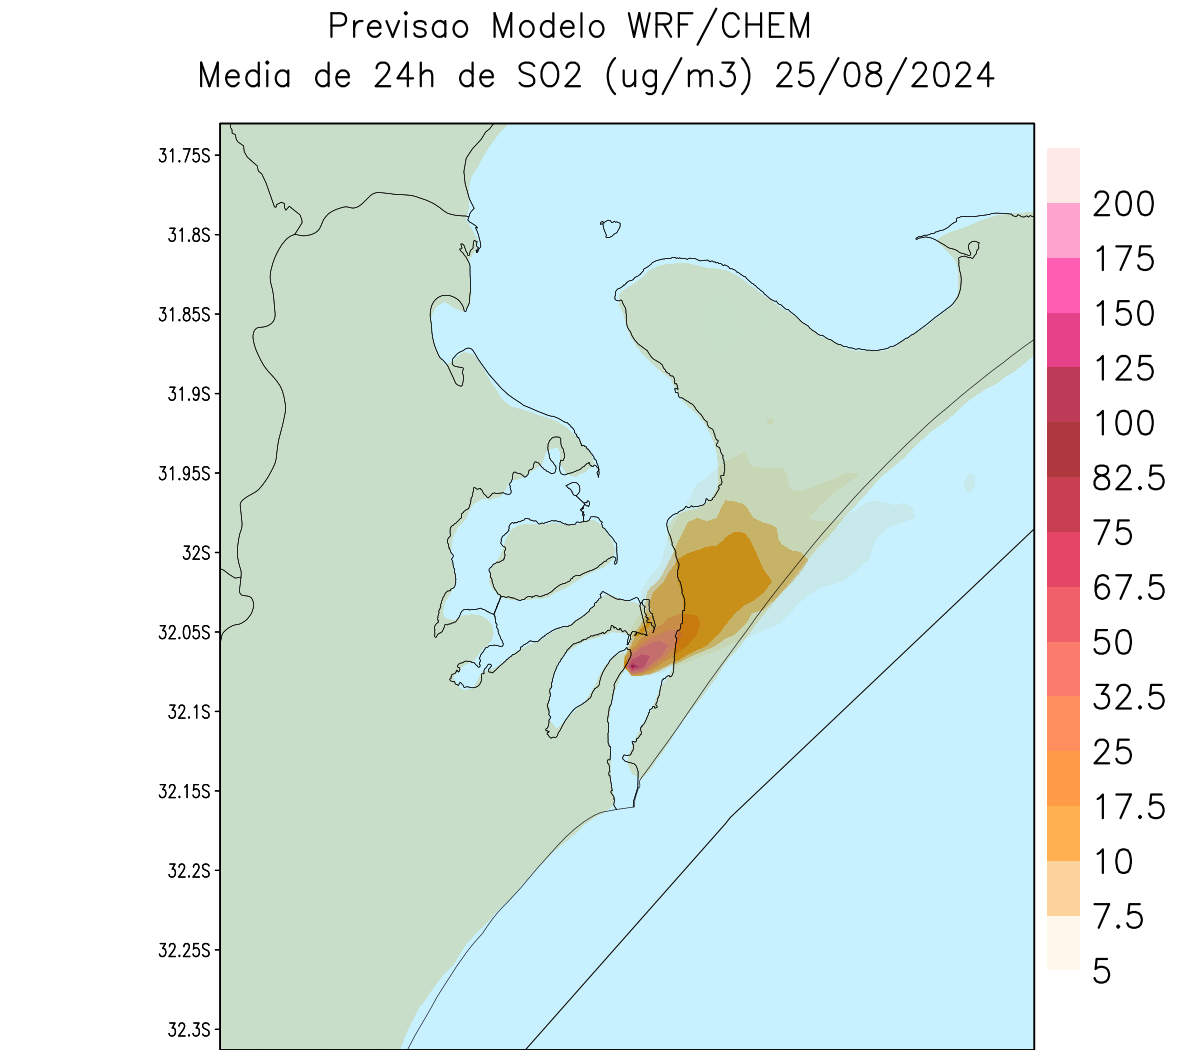 Previsao Modelo WRF/CHEM
Media de 24h de SO2 (ug/m3) 25/08/2024
31.75S
31.8S
31.85S
31.9S
31.95S
32S
32.05S
32.1S
32.15S
32.2S
32.25S
32.3S
200
175
150
125
100
82.5
75
67.5
50
32.5
25
17.5
10
7.5
5